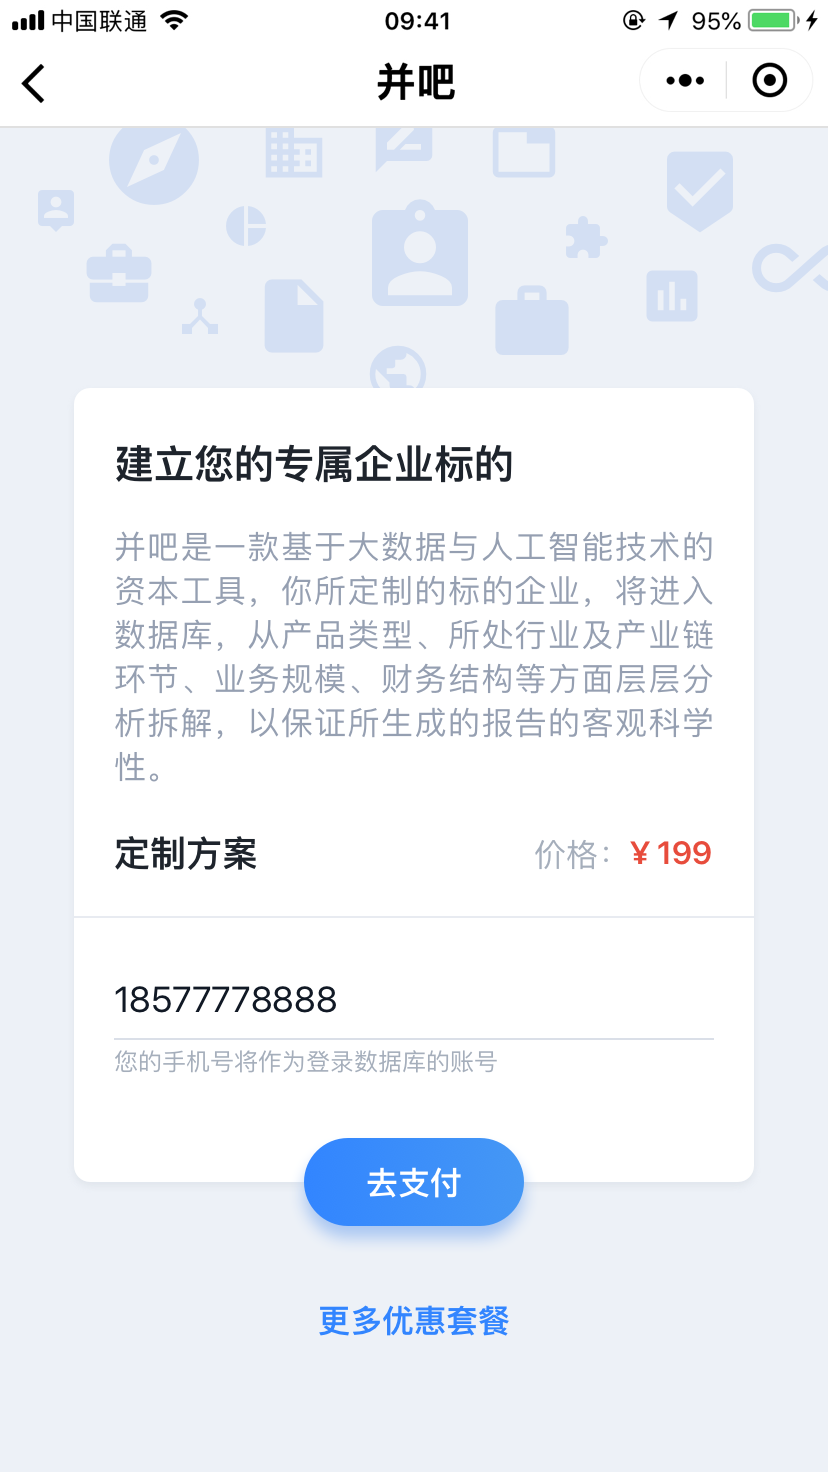 中国联通
09:41
95%
并吧
建立您的专属企业标的
并吧是一款基于大数据与人工智能技术的
资本工具，你所定制的标的企业，将进入
数据库，从产品类型、所处行业及产业链
环节、业务规模、财务结构等方面层层分
析拆解，以保证所生成的报告的客观科学
性。
定制方案 价格：￥199
18577778888
您的手机号将作为登录数据库的账号
去支付
更多优惠套餐